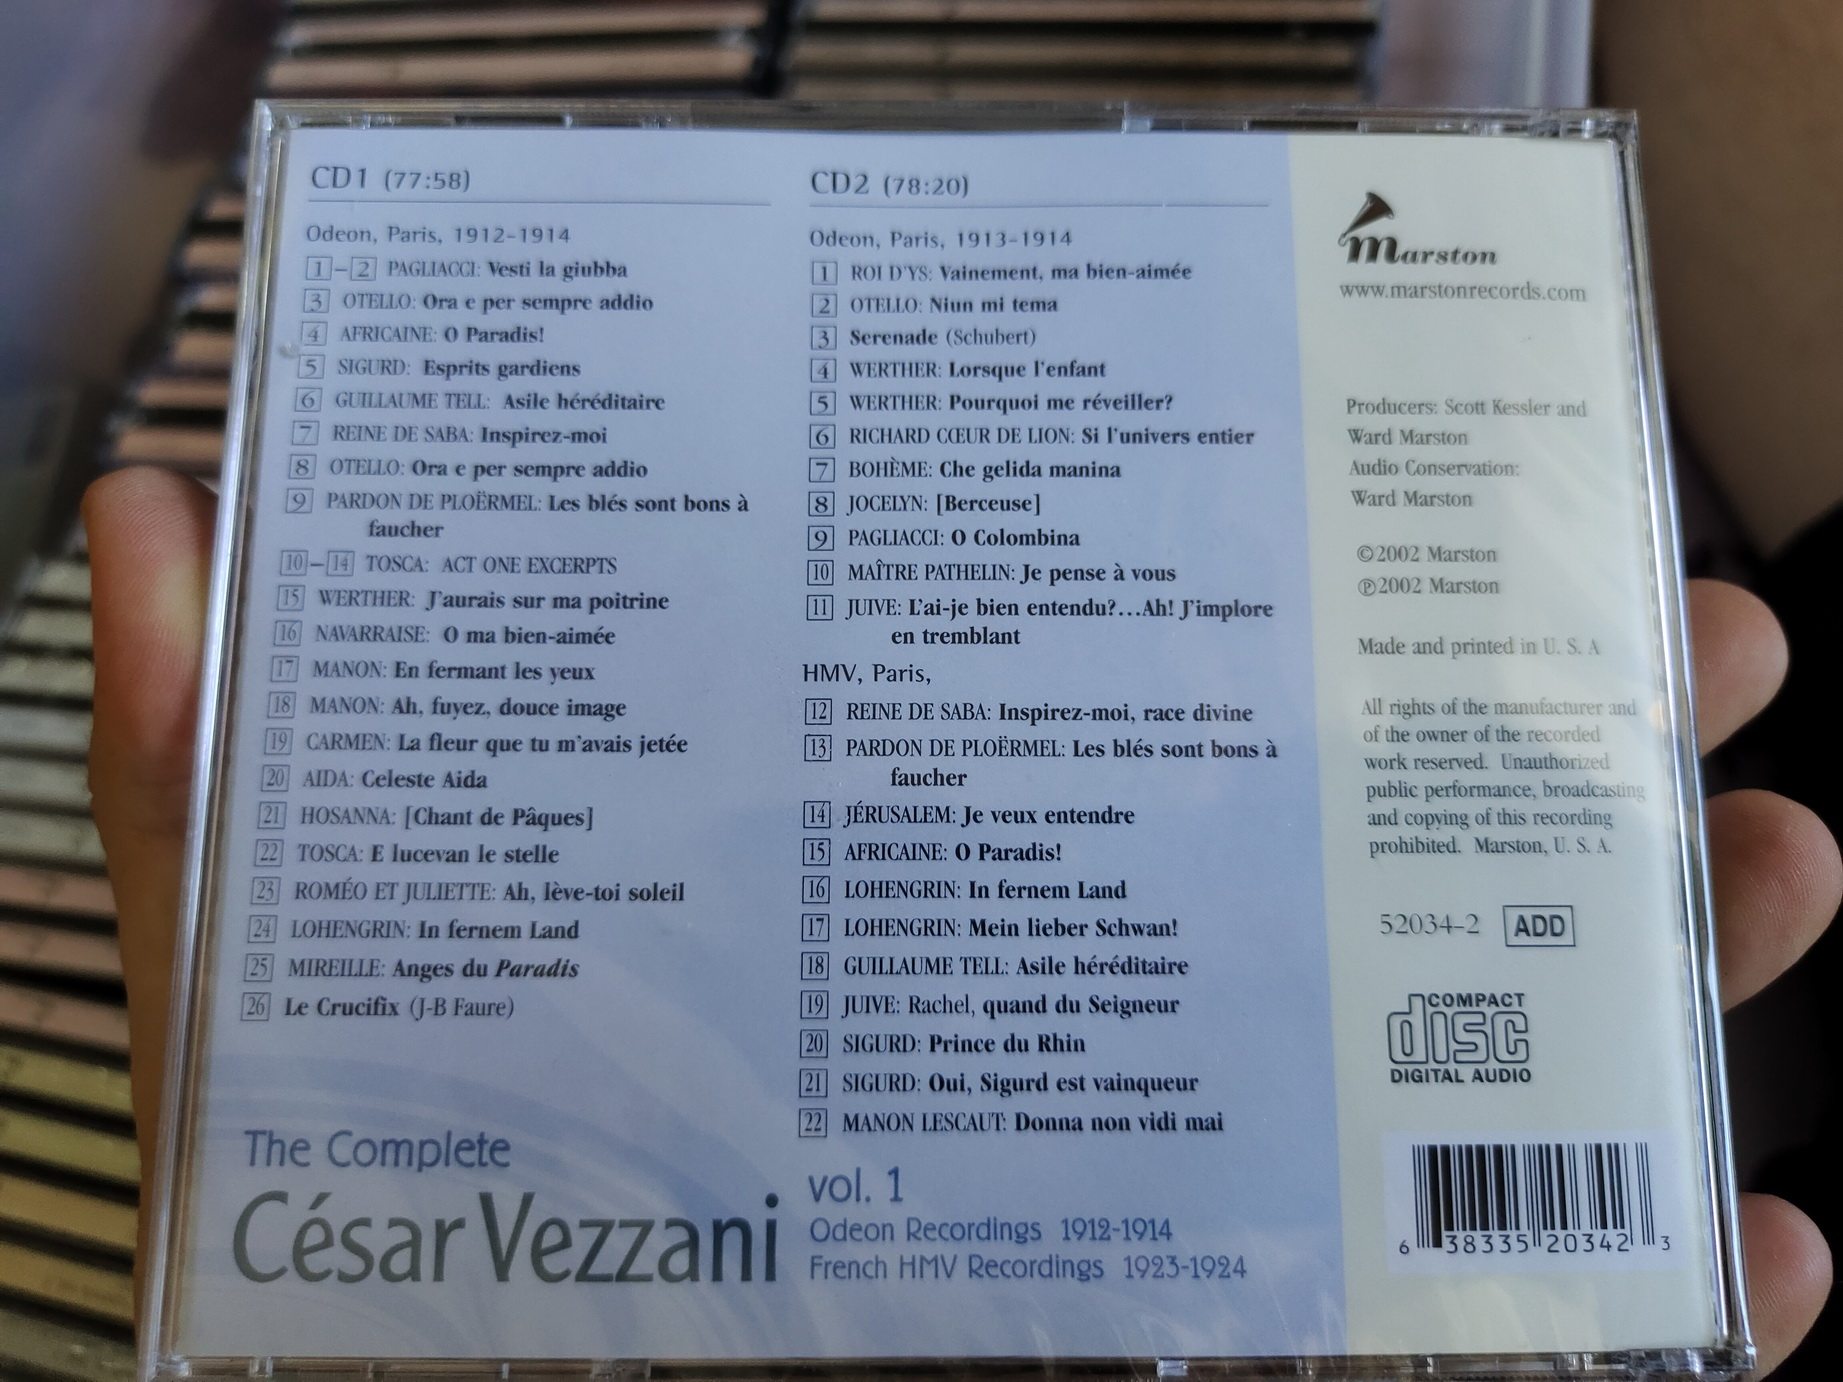 CD1 (77:58)
Odeon, Paris, 1912-1914
1–2 PAGLIACCI: Vesti la giubba
3 OTELLO: Ora e per sempre addio
4 AFRICAINE: O Paradis!
5 SIGURD: Esprits gardiens
6 GUILLAUME TELL: Asile héréditaire
7 REINE DE SABA: Inspirez-moi
8 OTELLO: Ora e per sempre addio
9 PARDON DE PLOËRMEL: Les blés sont bons à
faucher
10–14 TOSCA: ACT ONE EXCERPTS
15 WERTHER: J'aurais sur ma poitrine
16 NAVARRAISE: O ma bien-aimée
17 MANON: En fermant les yeux
18 MANON: Ah, fuyez, douce image
19 CARMEN: La fleur que tu m'avais jetée
20 AIDA: Celeste Aida
21 HOSANNA: [Chant de Pâques]
22 TOSCA: E lucevan le stelle
23 ROMÉO ET JULIETTE: Ah, lève-toi soleil
24 LOHENGRIN: In fernem Land
25 MIREILLE: Anges du Paradis
26 Le Crucifix (J-B Faure)
CD2 (78:20)
Odeon, Paris, 1913-1914
1 ROI D'YS: Vainement, ma bien-aimée
2 OTELLO: Niun mi tema
3 Serenade (Schubert)
4 WERTHER: Lorsque l'enfant
5 WERTHER: Pourquoi me réveiller?
6 RICHARD CŒUR DE LION: Si l'univers entier
7 BOHÈME: Che gelida manina
8 JOCELYN: [Berceuse]
9 PAGLIACCI: O Colombina
10 MAÎTRE PATHELIN: Je pense à vous
11 JUIVE: L'ai-je bien entendu?...Ah! J'implore
en tremblant
HMV, Paris,
12 REINE DE SABA: Inspirez-moi, race divine
13 PARDON DE PLOËRMEL: Les blés sont bons à
faucher
14 JÉRUSALEM: Je veux entendre
15 AFRICAINE: O Paradis!
16 LOHENGRIN: In fernem Land
17 LOHENGRIN: Mein lieber Schwan!
18 GUILLAUME TELL: Asile héréditaire
19 JUIVE: Rachel, quand du Seigneur
20 SIGURD: Prince du Rhin
21 SIGURD: Oui, Sigurd est vainqueur
22 MANON LESCAUT: Donna non vidi mai
The Complete
César Vezzani
vol. 1
Odeon Recordings 1912-1914
French HMV Recordings 1923-1924
Marston
www.marstonrecords.com
Producers: Scott Kessler and
Ward Marston
Audio Conservation:
Ward Marston
©2002 Marston
℗2002 Marston
Made and printed in U. S. A
All rights of the manufacturer and
of the owner of the recorded
work reserved. Unauthorized
public performance, broadcasting
and copying of this recording
prohibited. Marston, U. S. A.
52034-2 ADD
COMPACT
disc
DIGITAL AUDIO
6 38335 20342 3